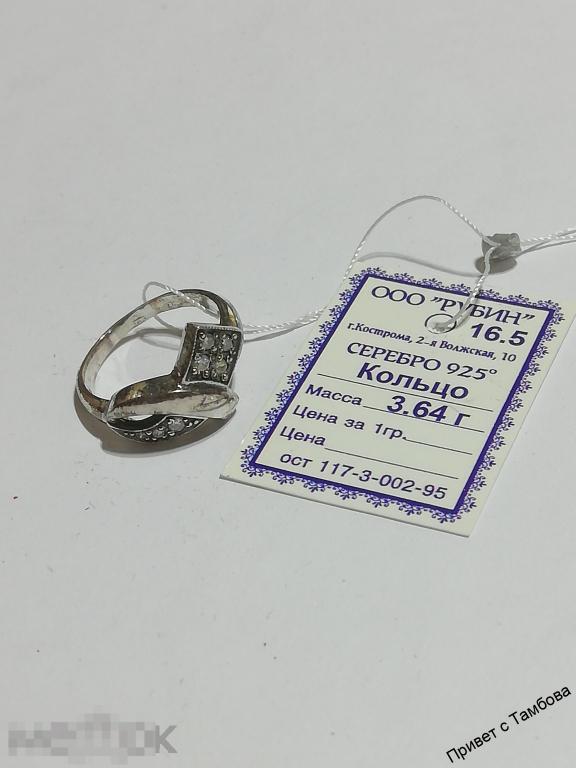 ООО "РУБИН"
16.5
г.Кострома, 2-я Волжская, 10
СЕРЕБРО 925°
Кольцо
Масса 3,64 г
Цена за 1гр.
Цена
ост 117-3-002-95
Привет с Тамбова